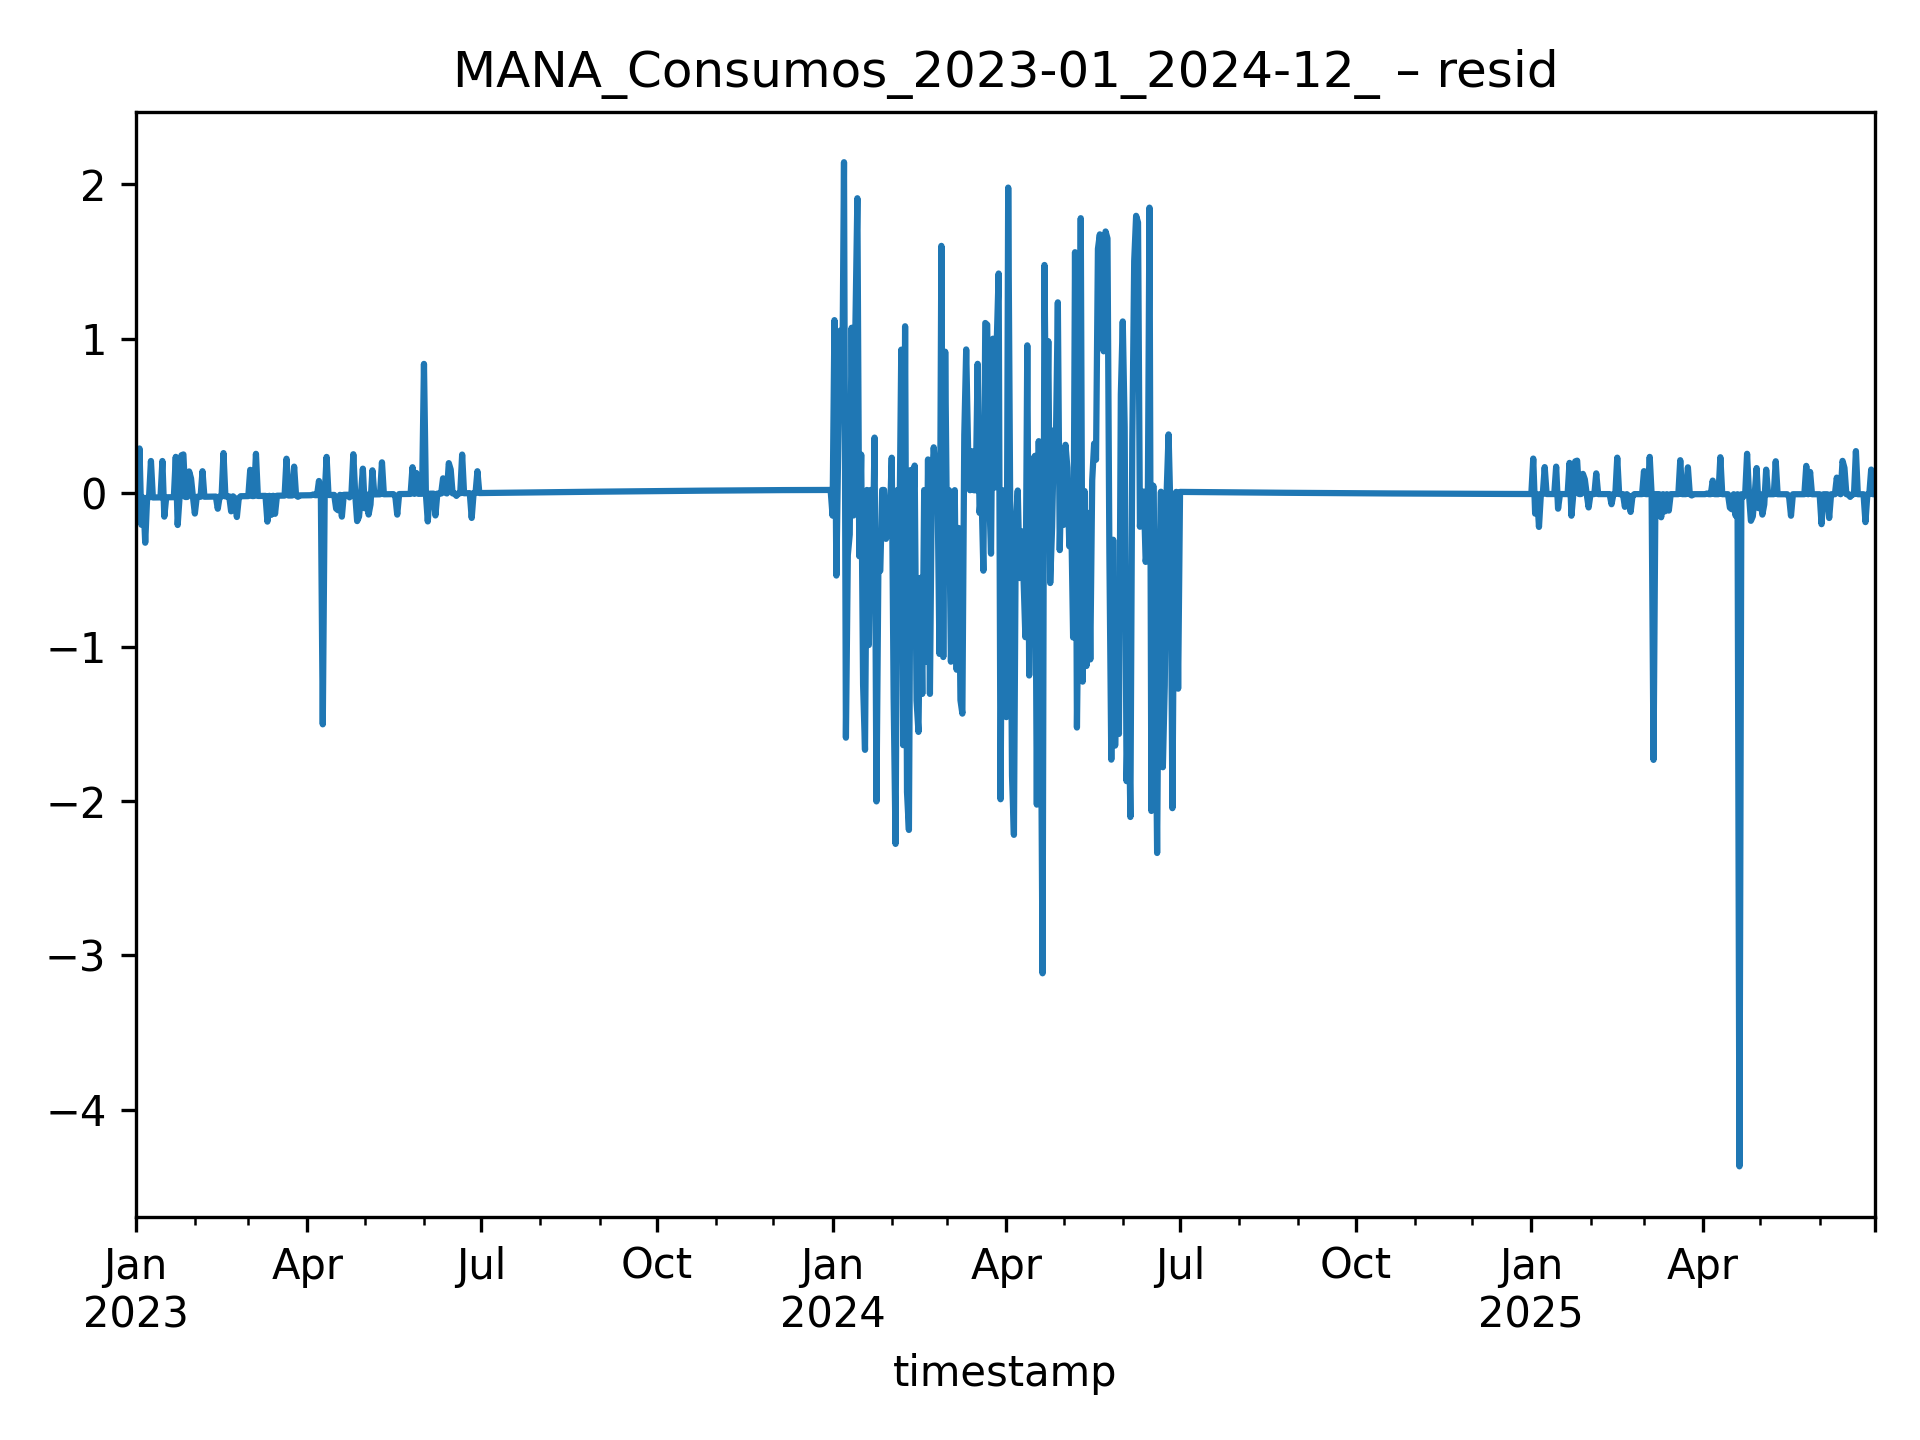 MANA_Consumos_2023-01_2024-12_ – resid
2
1
0
−1
−2
−3
−4
Jan Apr Jul Oct Jan Apr Jul Oct Jan Apr
2023 2024 2025
timestamp